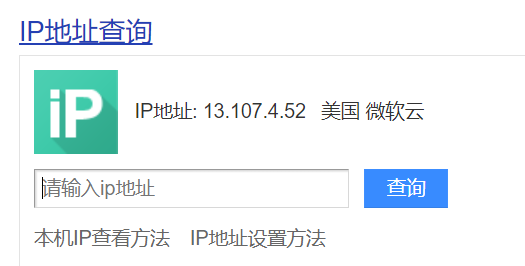 IP地址查询
iP
IP地址: 13.107.4.52 美国 微软云
请输入ip地址
查询
本机IP查看方法 IP地址设置方法